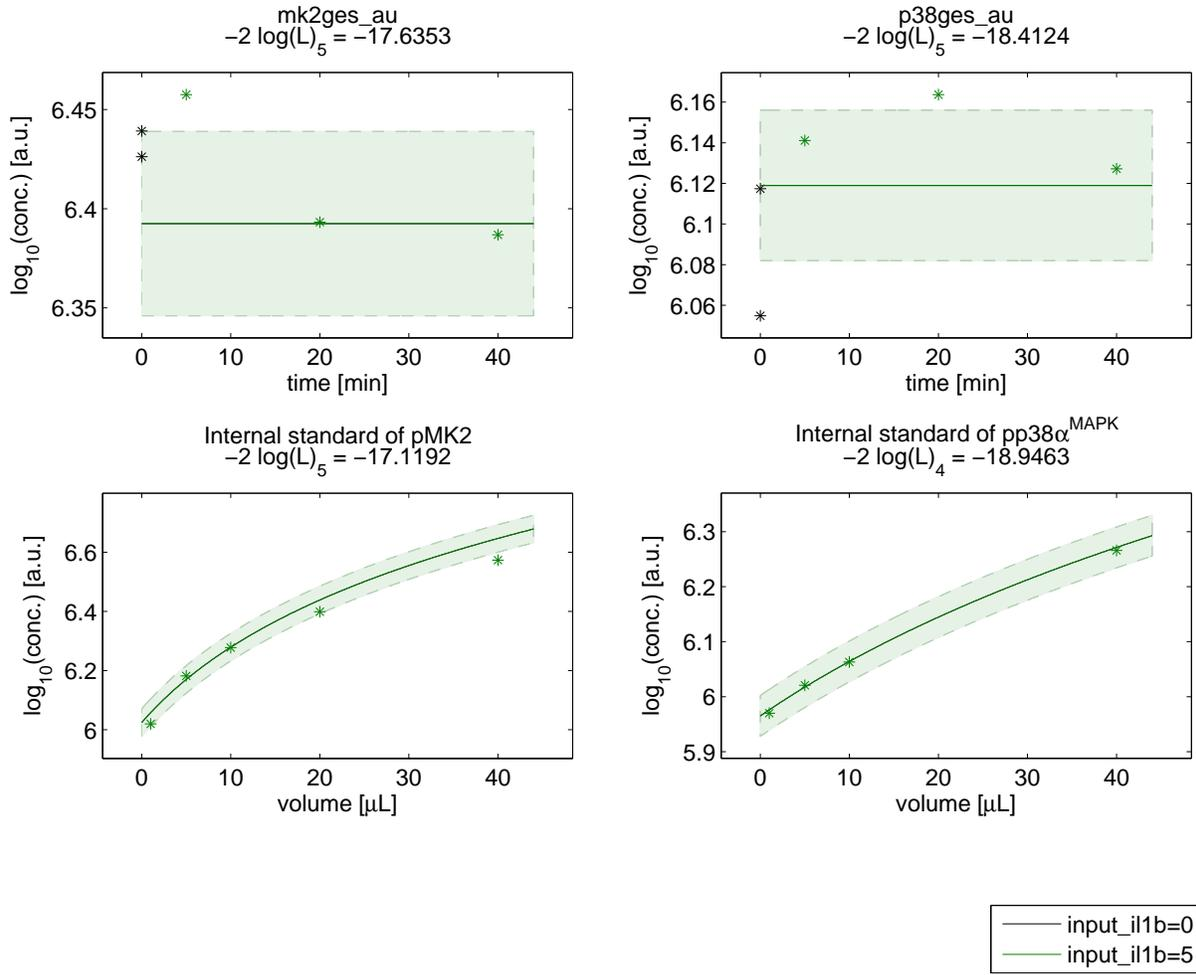 mk2ges_au
−2 log(L)5 = −17.6353
log10(conc.) [a.u.]
6.45
6.4
6.35
0 10 20 30 40
time [min]
p38ges_au
−2 log(L)5 = −18.4124
log10(conc.) [a.u.]
6.16
6.14
6.12
6.1
6.08
6.06
0 10 20 30 40
time [min]
Internal standard of pMK2
−2 log(L)5 = −17.1192
log10(conc.) [a.u.]
6.6
6.4
6.2
6
0 10 20 30 40
volume [μL]
Internal standard of pp38αMAPK
−2 log(L)4 = −18.9463
log10(conc.) [a.u.]
6.3
6.2
6.1
6
5.9
0 10 20 30 40
volume [μL]
input_il1b=0
input_il1b=5